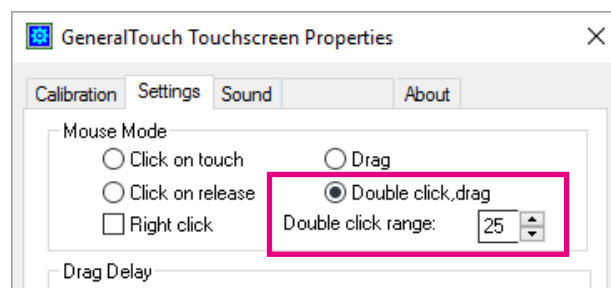 GeneralTouch Touchscreen Properties
Calibration Settings Sound About
Mouse Mode
Click on touch Drag
Click on release Double click,drag
Right click Double click range: 25
Drag Delay